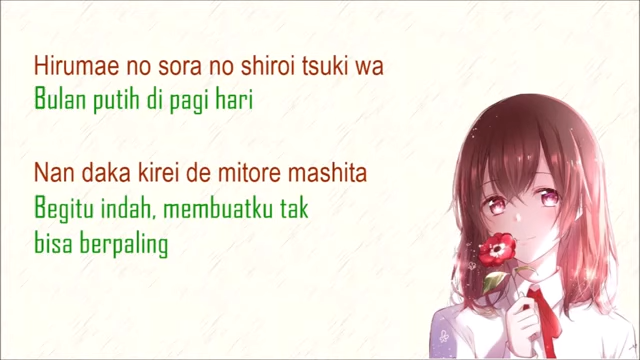 Hirumae no sora no shiroi tsuki wa
Bulan putih di pagi hari
Nan daka kirei de mitore mashita
Begitu indah, membuatku tak
bisa berpaling